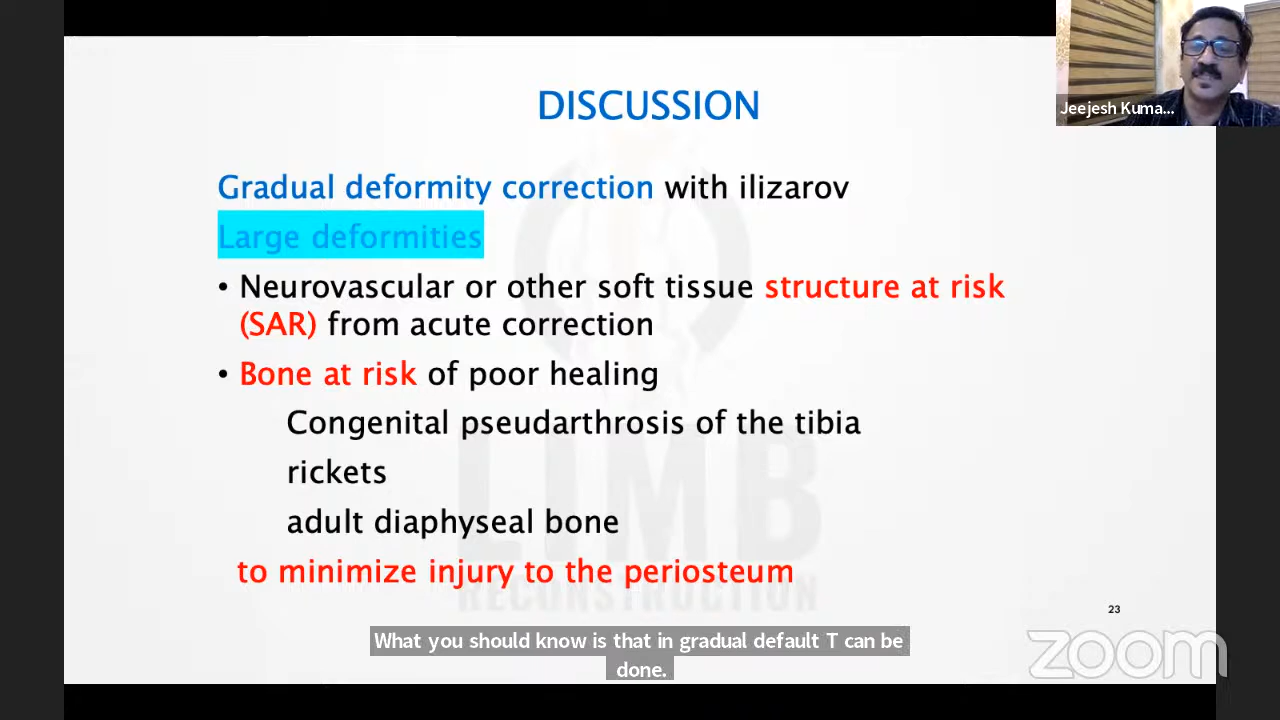 DISCUSSION
Jeejesh Kuma...
Gradual deformity correction with ilizarov
Large deformities
• Neurovascular or other soft tissue structure at risk
(SAR) from acute correction
• Bone at risk of poor healing
Congenital pseudarthrosis of the tibia
rickets
adult diaphyseal bone
to minimize injury to the periosteum
LIMB
RECONSTRUCTION
23
What you should know is that in gradual default T can be
done.
zoom